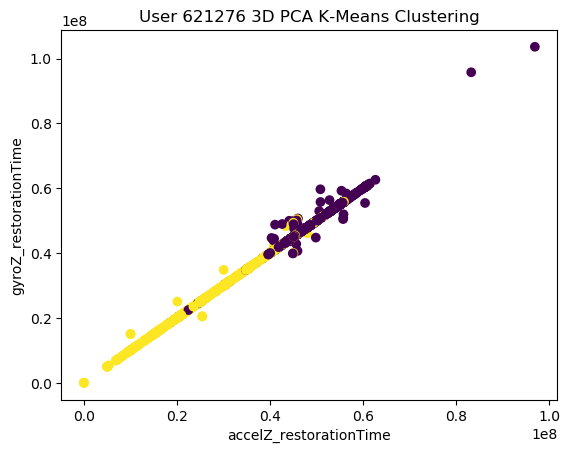 User 621276 3D PCA K-Means Clustering
1e8
1.0
0.8
0.6
0.4
0.2
0.0
gyroZ_restorationTime
0.0 0.2 0.4 0.6 0.8 1.0
1e8
accelZ_restorationTime